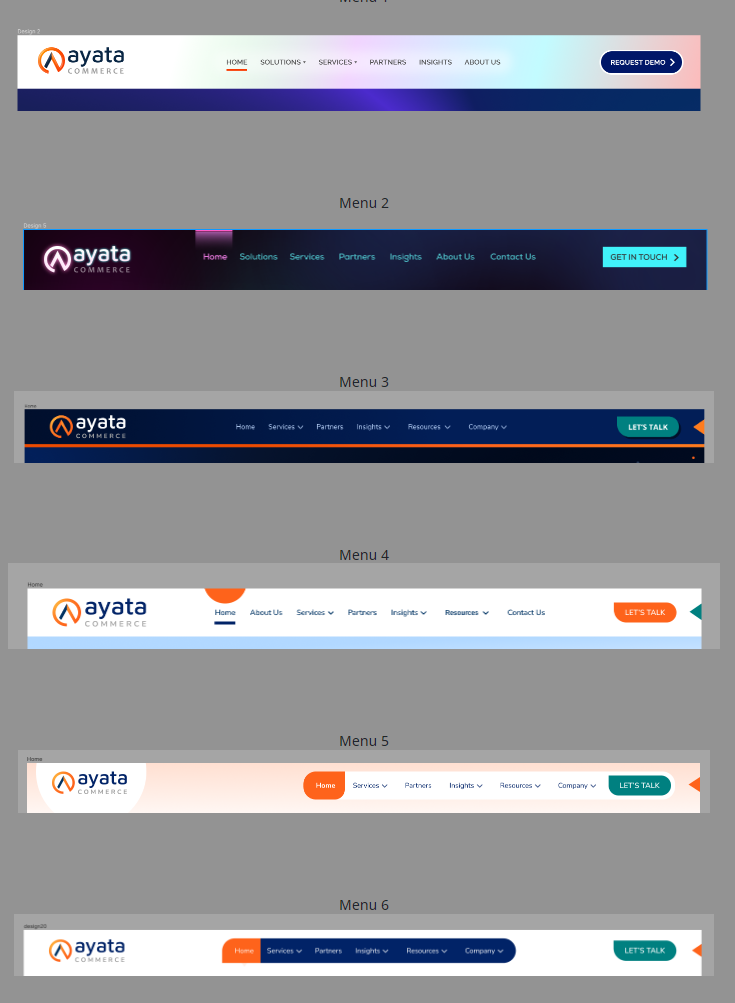 Menu 1
Design 2
ayata
COMMERCE
HOME SOLUTIONS SERVICES PARTNERS INSIGHTS ABOUT US
REQUEST DEMO
Menu 2
Design 5
ayata
COMMERCE
Home Solutions Services Partners Insights About Us Contact Us
GET IN TOUCH
Menu 3
Home
ayata
COMMERCE
Home Services Partners Insights Resources Company
LET'S TALK
Menu 4
Home
ayata
COMMERCE
Home About Us Services Partners Insights Resources Contact Us
LET'S TALK
Menu 5
Home
ayata
COMMERCE
Home Services Partners Insights Resources Company
LET'S TALK
Menu 6
ayata
COMMERCE
Home Services Partners Insights Resources Company
LET'S TALK